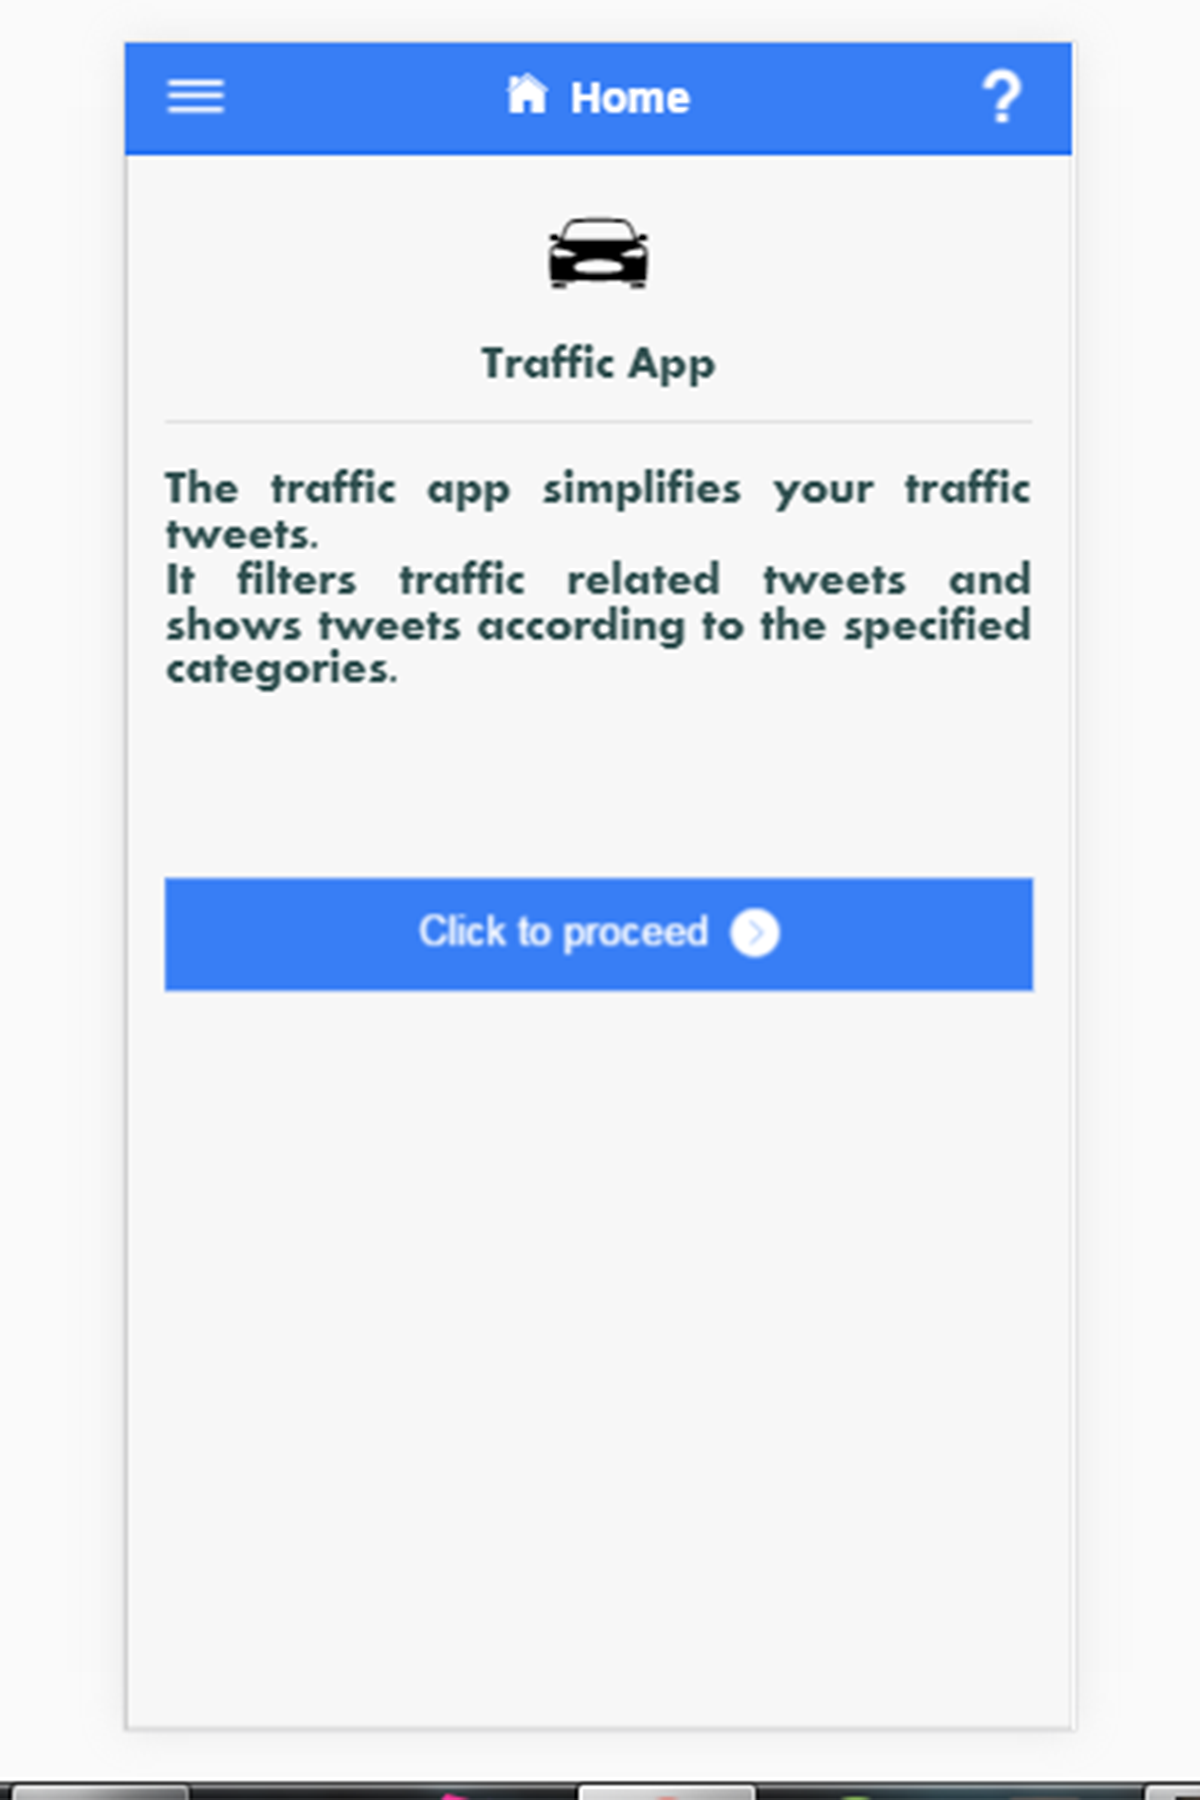 Home
?
Traffic App
The traffic app simplifies your traffic
tweets.
It filters traffic related tweets and
shows tweets according to the specified
categories.
Click to proceed